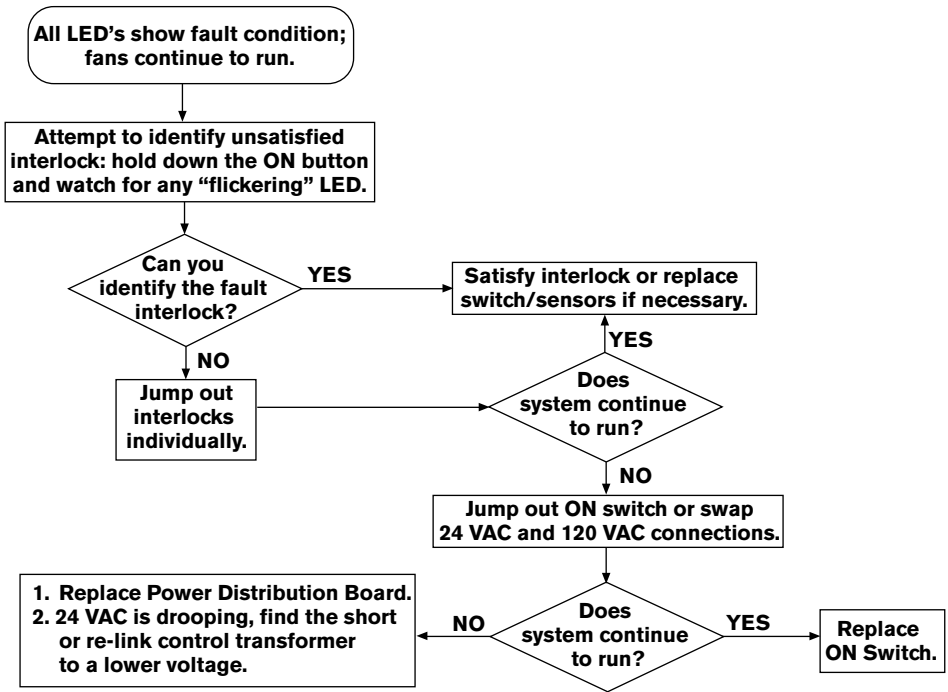 All LED's show fault condition;
fans continue to run.
Attempt to identify unsatisfied
interlock: hold down the ON button
and watch for any “flickering” LED.
Can you
identify the fault
interlock?
YES
Satisfy interlock or replace
switch/sensors if necessary.
NO
YES
Jump out
interlocks
individually.
Does
system continue
to run?
NO
Jump out ON switch or swap
24 VAC and 120 VAC connections.
Does
system continue
to run?
NO
1. Replace Power Distribution Board.
2. 24 VAC is drooping, find the short
or re-link control transformer
to a lower voltage.
YES
Replace
ON Switch.